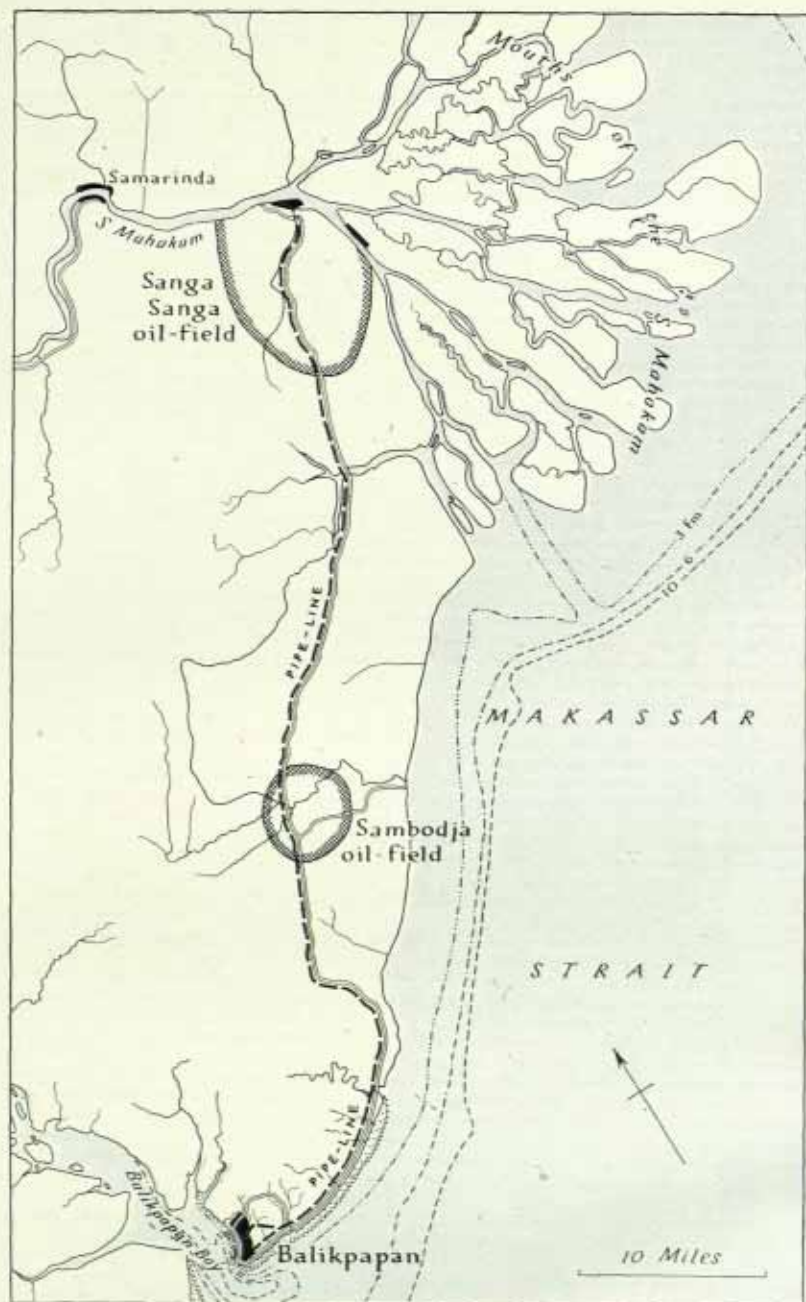 Mouths
of
the
S. Mahakam
Samarinda
S Mahakam
Sanga
Sanga
oil-field
3 fm
6
10
PIPE-LINE
MAKASSAR
Sambodja
oil-field
STRAIT
PIPE-LINE
Balikpapan Bay
Balikpapan
10 Miles